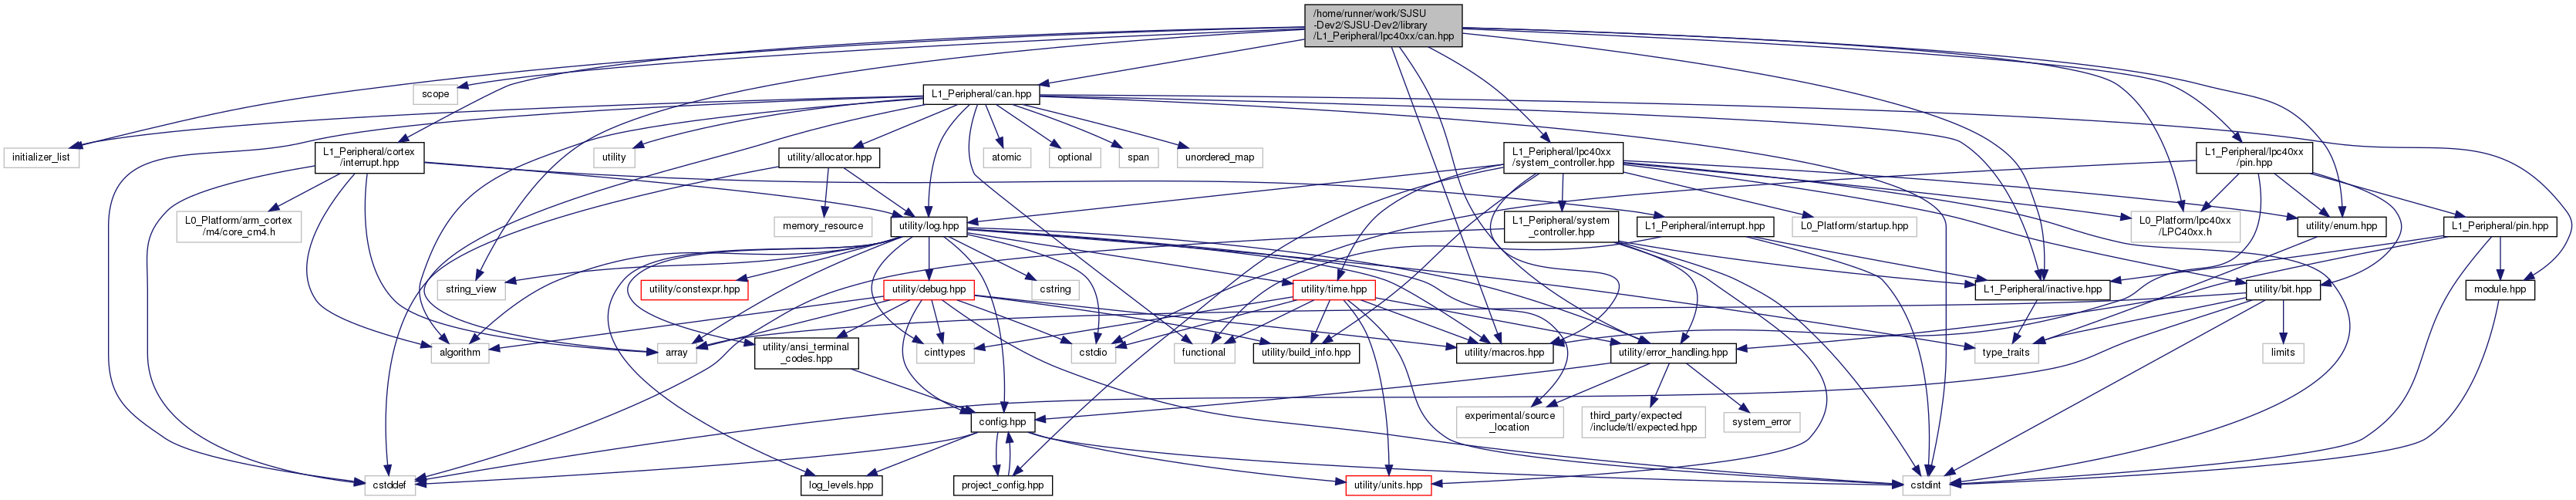 /home/runner/work/SJSU
-Dev2/SJSU-Dev2/library
/L1_Peripheral/lpc40xx/can.hpp
scope
L1_Peripheral/can.hpp
initializer_list
L1_Peripheral/cortex
/interrupt.hpp
utility
utility/allocator.hpp
atomic
optional
span
unordered_map
L1_Peripheral/lpc40xx
/system_controller.hpp
L1_Peripheral/lpc40xx
/pin.hpp
L0_Platform/arm_cortex
/m4/core_cm4.h
memory_resource
utility/log.hpp
L1_Peripheral/system
_controller.hpp
L1_Peripheral/interrupt.hpp
L0_Platform/startup.hpp
L0_Platform/lpc40xx
/LPC40xx.h
utility/enum.hpp
L1_Peripheral/pin.hpp
string_view
utility/constexpr.hpp
utility/debug.hpp
cstring
utility/time.hpp
L1_Peripheral/inactive.hpp
utility/bit.hpp
module.hpp
algorithm
array
utility/ansi_terminal
_codes.hpp
cinttypes
cstdio
functional
utility/build_info.hpp
utility/macros.hpp
utility/error_handling.hpp
type_traits
limits
config.hpp
experimental/source
_location
third_party/expected
/include/tl/expected.hpp
system_error
cstddef
log_levels.hpp
project_config.hpp
utility/units.hpp
cstdint